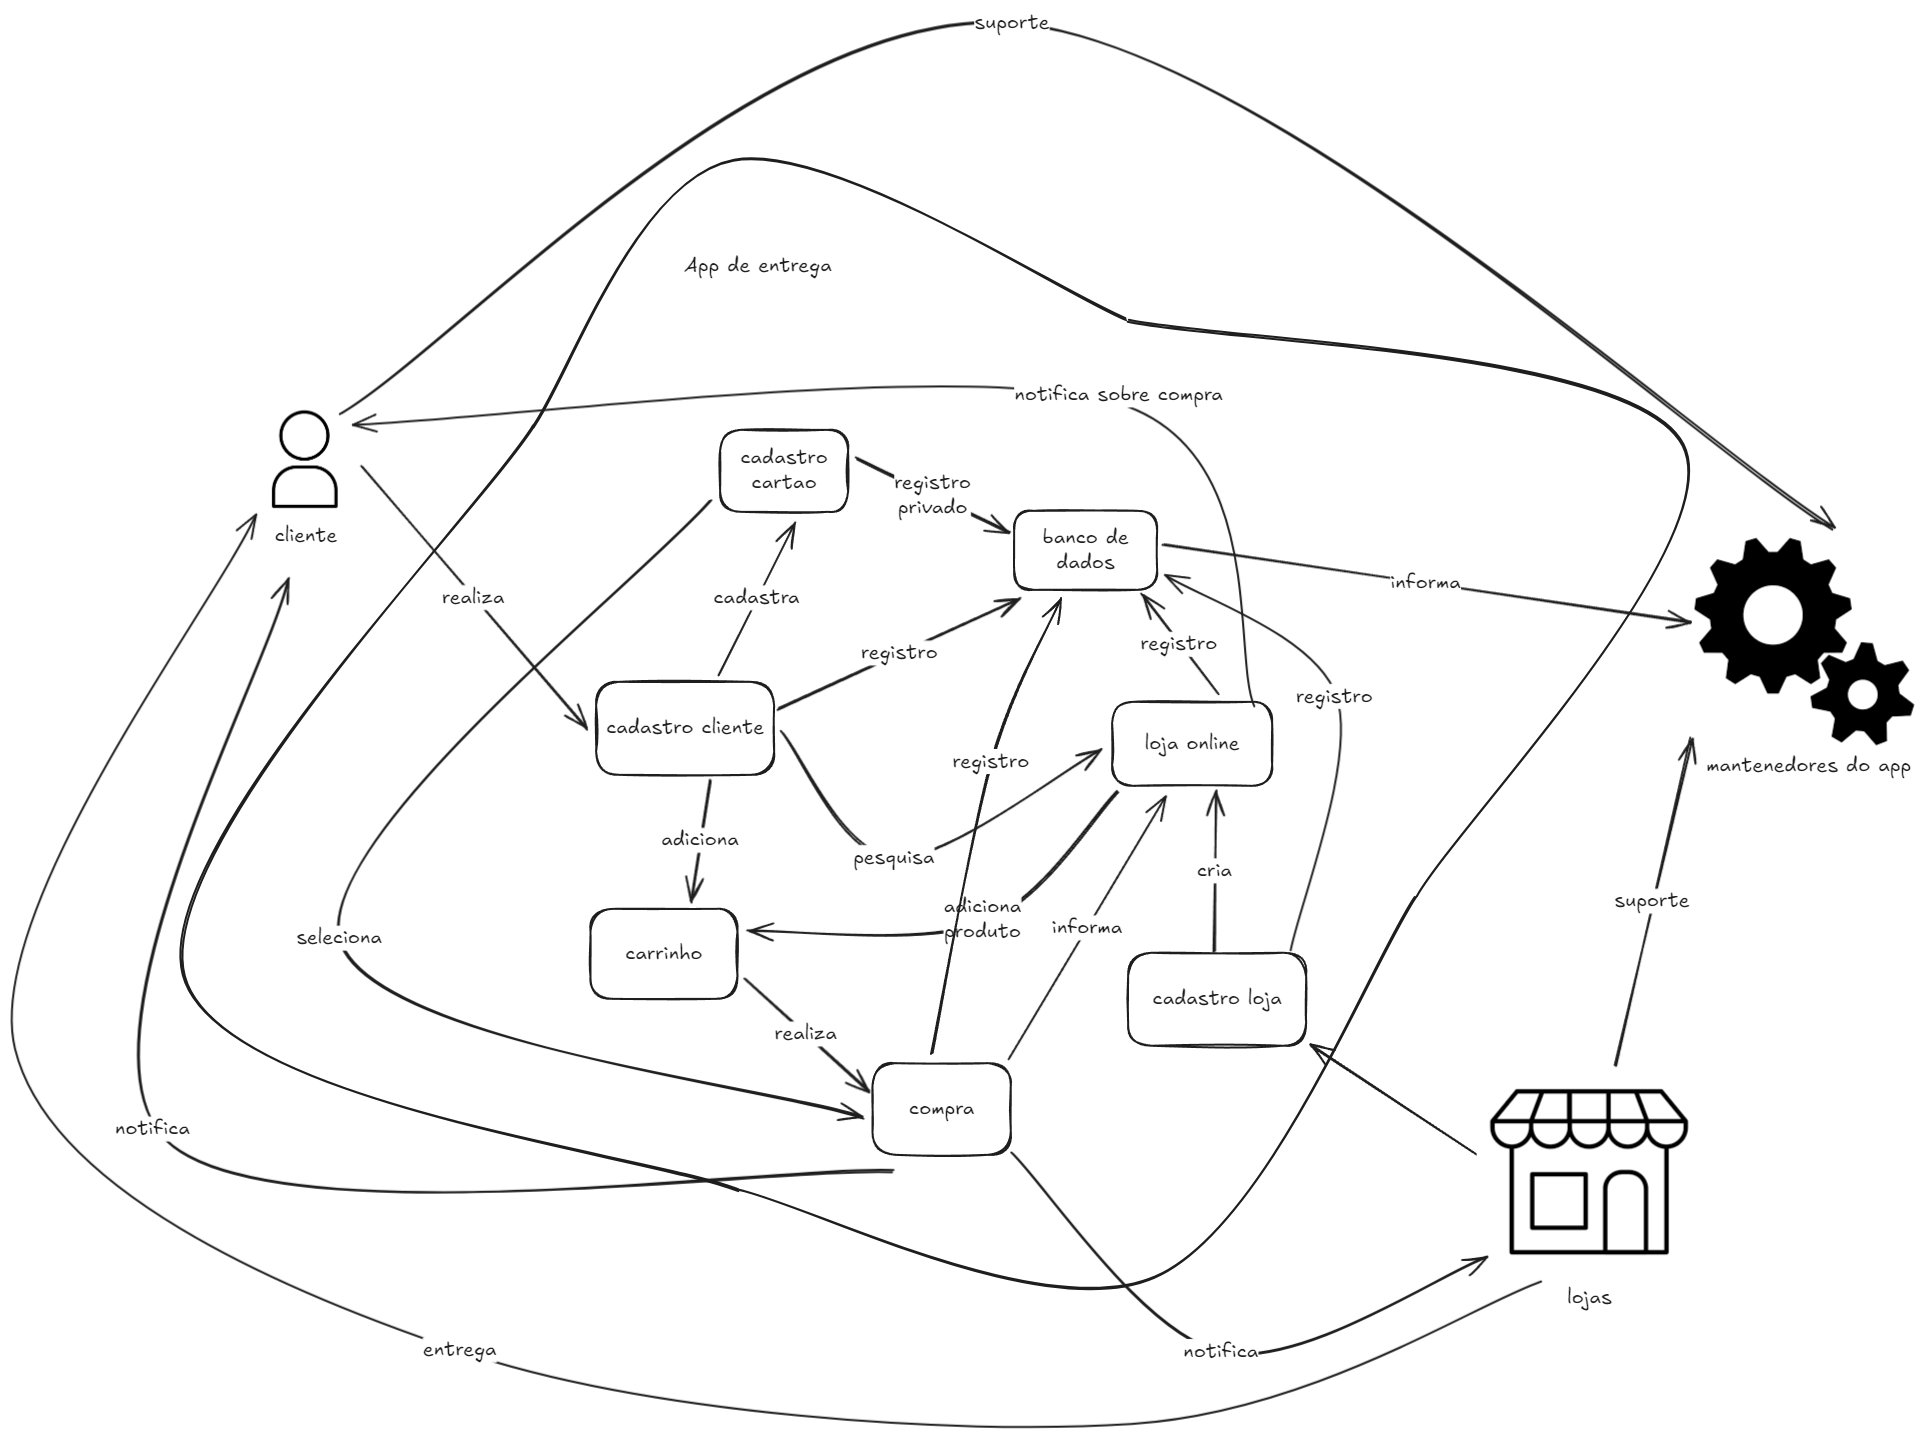 suporte
App de entrega
notifica sobre compra
cadastro
cartao
registro
privado
cliente
banco de
dados
informa
realiza
cadastra
registro
registro
registro
cadastro cliente
loja online
registro
mantenedores do app
adiciona
pesquisa
cria
adiciona
produto
informa
suporte
seleciona
carrinho
cadastro loja
realiza
compra
notifica
lojas
entrega
notifica